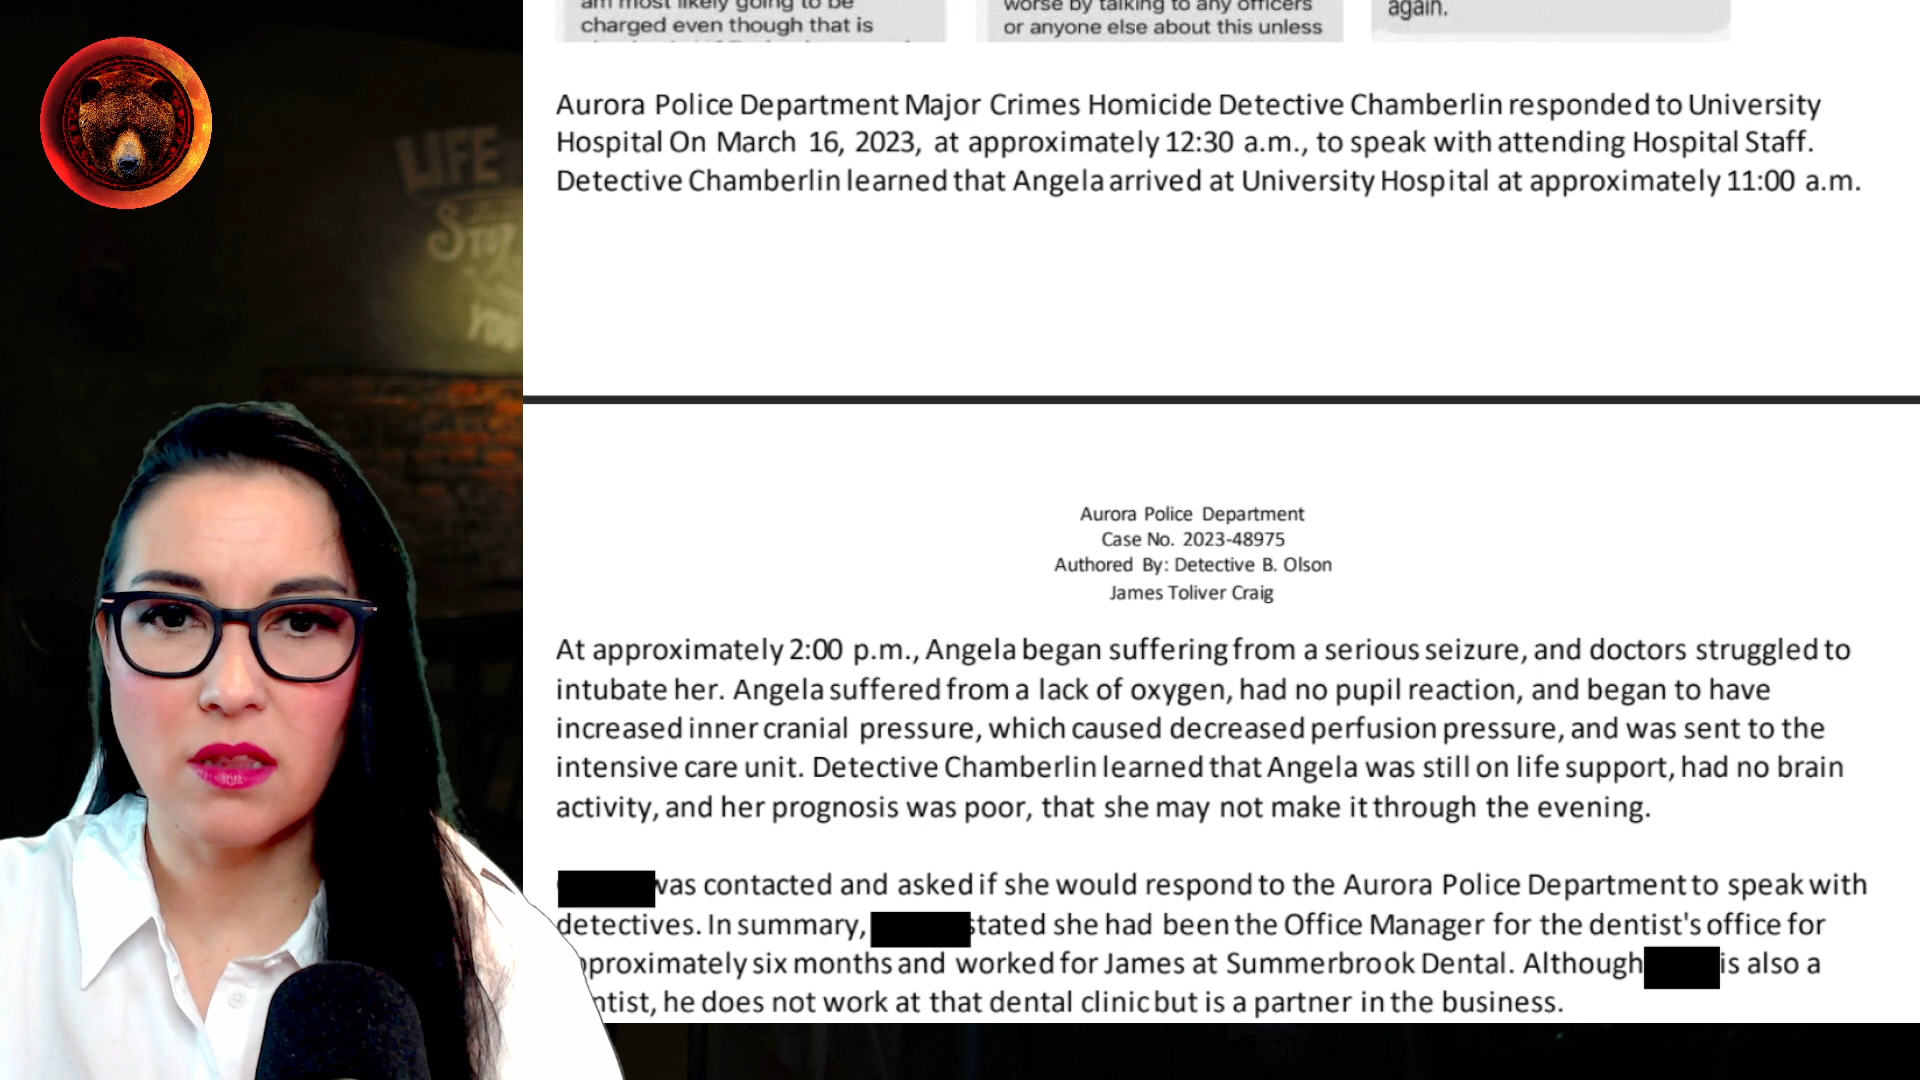 am most likely going to be
charged even though that is
worse by talking to any officers
or anyone else about this unless
again.
Aurora Police Department Major Crimes Homicide Detective Chamberlin responded to University
Hospital On March 16, 2023, at approximately 12:30 a.m., to speak with attending Hospital Staff.
Detective Chamberlin learned that Angela arrived at University Hospital at approximately 11:00 a.m.
Aurora Police Department
Case No. 2023-48975
Authored By: Detective B. Olson
James Toliver Craig
At approximately 2:00 p.m., Angela began suffering from a serious seizure, and doctors struggled to
intubate her. Angela suffered from a lack of oxygen, had no pupil reaction, and began to have
increased inner cranial pressure, which caused decreased perfusion pressure, and was sent to the
intensive care unit. Detective Chamberlin learned that Angela was still on life support, had no brain
activity, and her prognosis was poor, that she may not make it through the evening.
was contacted and asked if she would respond to the Aurora Police Department to speak with
detectives. In summary, stated she had been the Office Manager for the dentist's office for
approximately six months and worked for James at Summerbrook Dental. Although is also a
dentist, he does not work at that dental clinic but is a partner in the business.
LIFE
STEP
YOUR